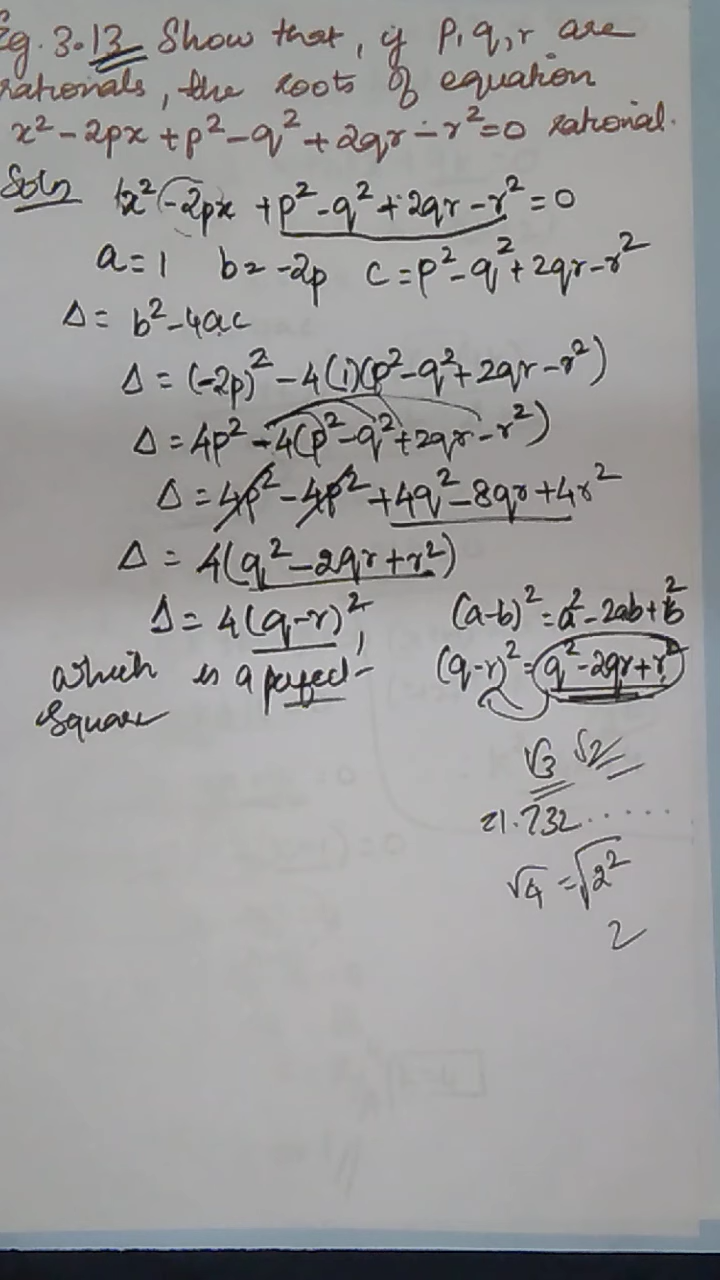 Eg. 3.13 Show that, if p, q, r are
rationals, the roots of equation
x² - 2px + p² - q² + 2qr - r² = 0 rational.
Soln 1x² - 2px + p² - q² + 2qr - r² = 0
a = 1 b = -2p c = p² - q² + 2qr - r²
Δ = b² - 4ac
Δ = (-2p)² - 4(1)(p² - q² + 2qr - r²)
Δ = 4p² - 4(p² - q² + 2qr - r²)
Δ = 4p² - 4p² + 4q² - 8qr + 4r²
Δ = 4(q² - 2qr + r²)
Δ = 4(q-r)²,
which is a perfect
square
(a-b)² = a² - 2ab + b²
(q-r)² = q² - 2qr + r²
√3 √2
=1.732.....
√4 = √2²
2